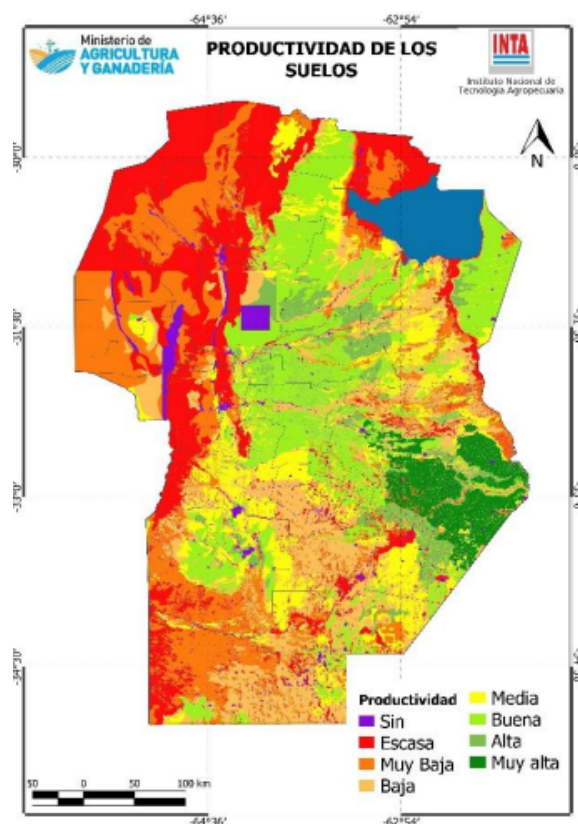 Ministerio de
AGRICULTURA
Y GANADERÍA
PRODUCTIVIDAD DE LOS
SUELOS
INTA
Instituto Nacional de
Tecnología Agropecuaria
-64°36'
-62°54'
N
-31°30'
-33°0'
-34°30'
Productividad
Sin
Escasa
Muy Baja
Baja
Media
Buena
Alta
Muy alta
50 0 50 100 km
-64°36'
-62°54'